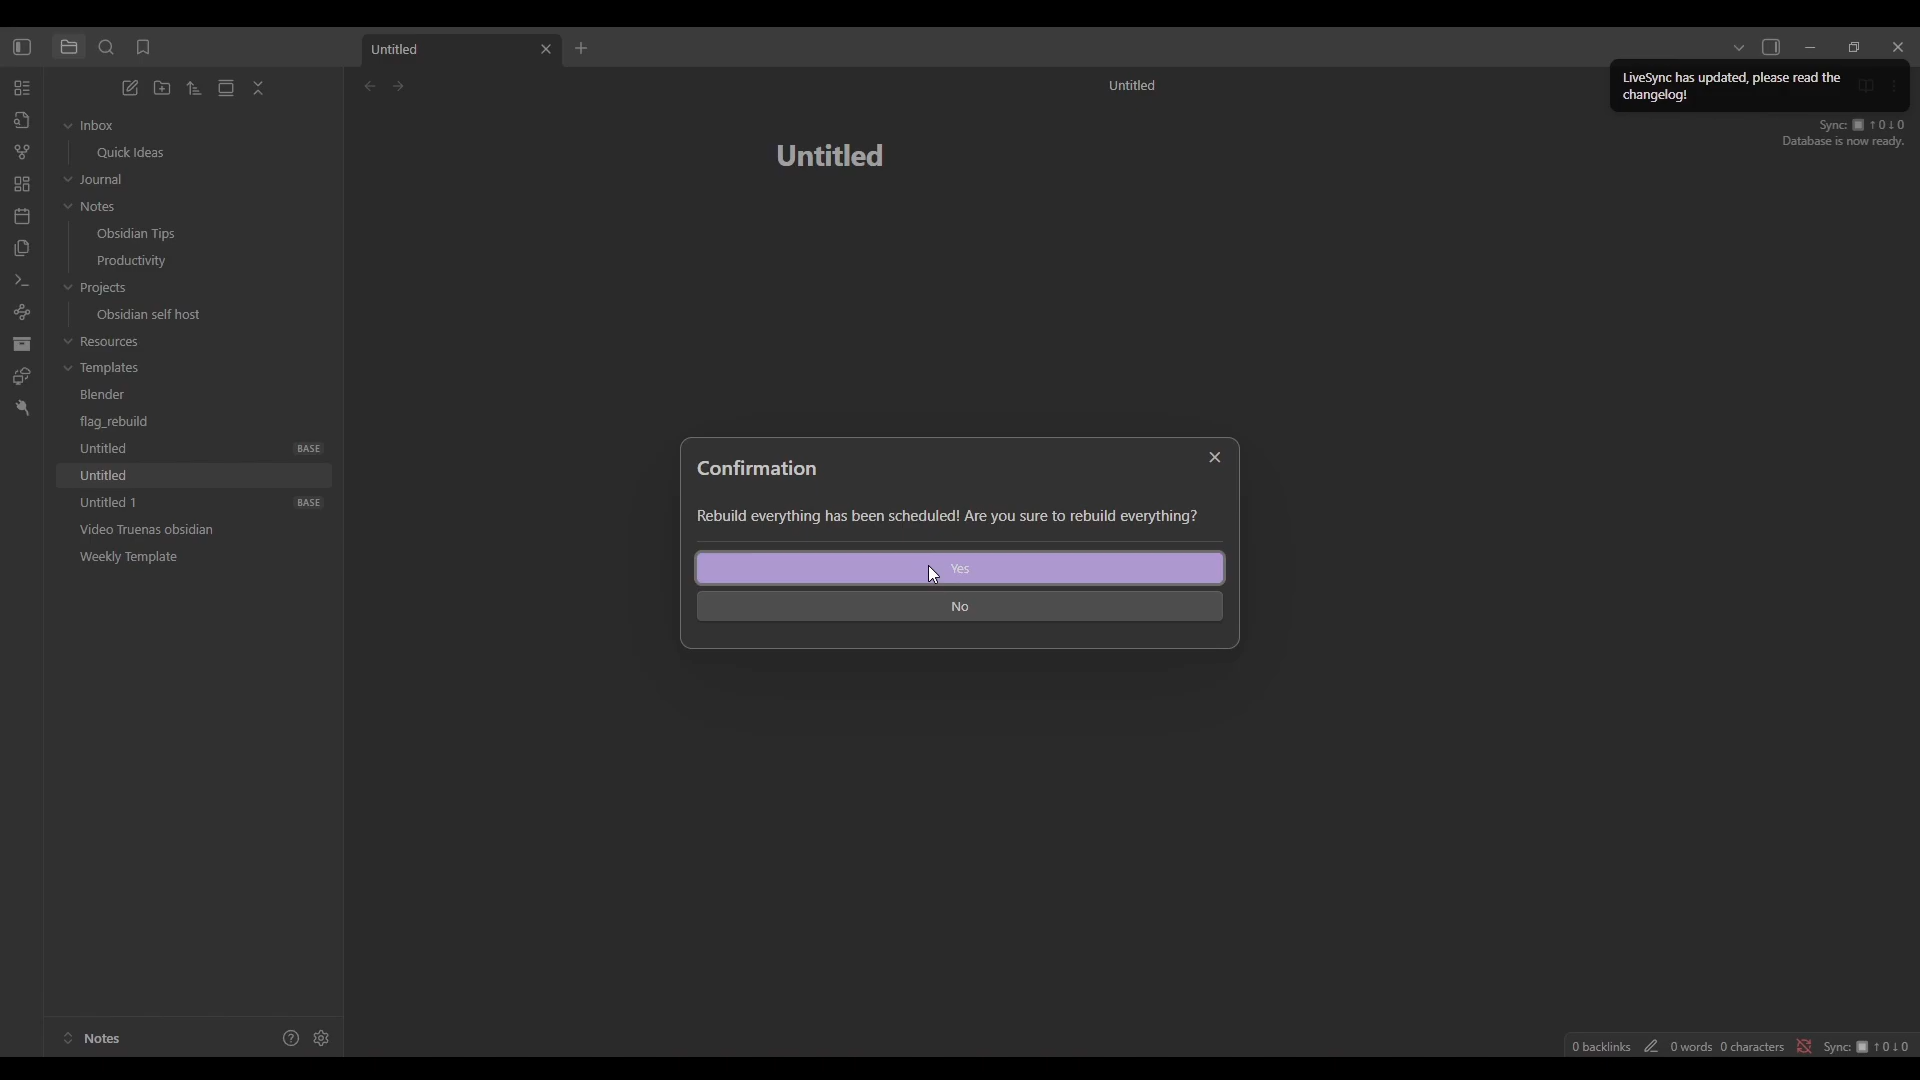 Untitled
LiveSync has updated, please read the
changelog!
Untitled
Sync: ⏹ ↑ 0 ↓ 0
Database is now ready.
Inbox
Quick Ideas
Journal
Notes
Obsidian Tips
Productivity
Projects
Obsidian self host
Resources
Templates
Blender
flag_rebuild
Untitled BASE
Untitled
Untitled 1 BASE
Video Truenas obsidian
Weekly Template
Untitled
Confirmation
Rebuild everything has been scheduled! Are you sure to rebuild everything?
Yes
No
Notes
0 backlinks 0 words 0 characters Sync: ⏹ ↑ 0 ↓ 0